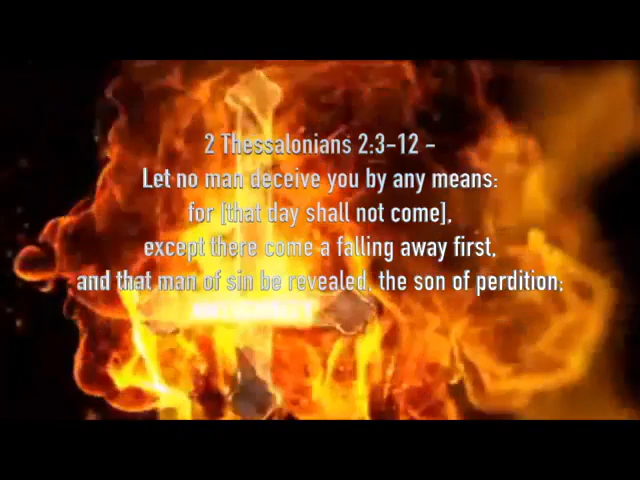 2 Thessalonians 2:3-12 -
Let no man deceive you by any means:
for [that day shall not come],
except there come a falling away first,
and that man of sin be revealed, the son of perdition;